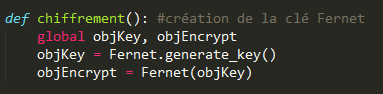 def chiffrement(): #création de la clé Fernet
    global objKey, objEncrypt
    objKey = Fernet.generate_key()
    objEncrypt = Fernet(objKey)